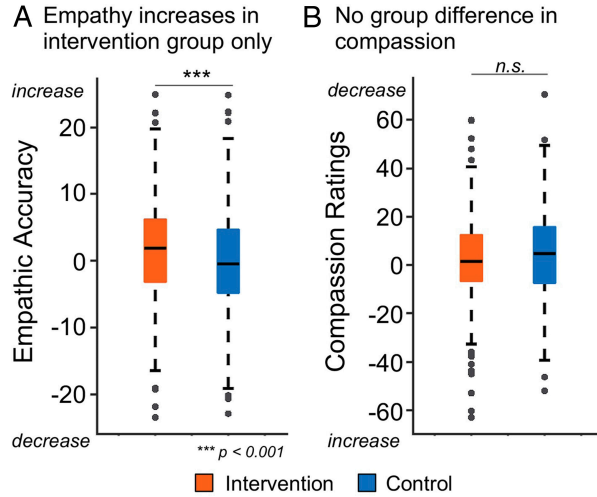 A Empathy increases in
intervention group only
increase
***
Empathic Accuracy
20
10
0
-10
-20
decrease
*** p < 0.001
B No group difference in
compassion
decrease
n.s.
Compassion Ratings
60
40
20
0
-20
-40
-60
increase
Intervention
Control